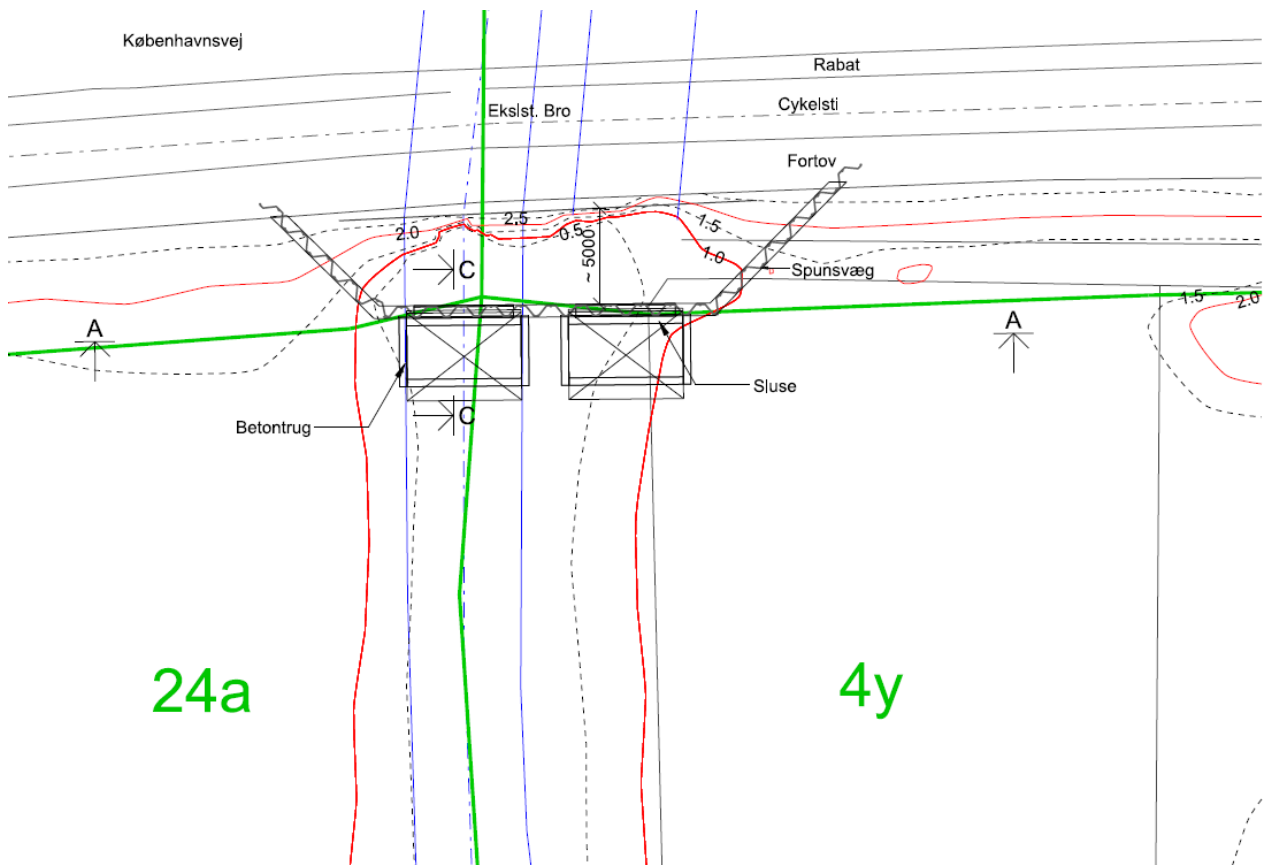 Københavnsvej
Rabat
Cykelsti
Ekslst. Bro
Fortov
2.5
2.0
0.5
1.5
~ 5000
1.0
C
Spunsvæg
1.5
2.0
A
A
Sluse
C
Betontrug
24a
4y